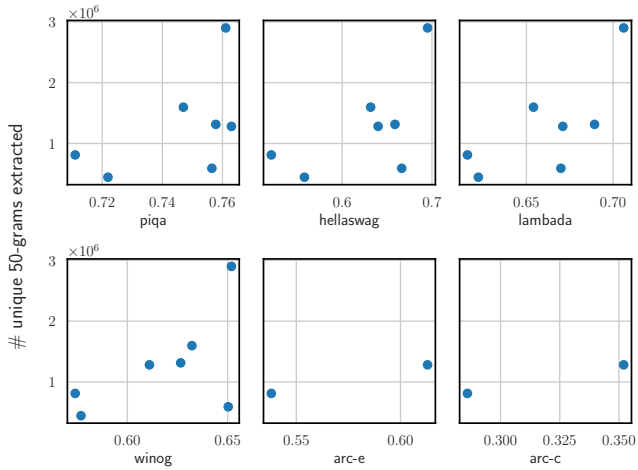 # unique 50-grams extracted
×10⁶
3
2
1
0.72 0.74 0.76
piqa
0.6 0.7
hellaswag
0.65 0.70
lambada
×10⁶
3
2
1
0.60 0.65
winog
0.55 0.60
arc-e
0.300 0.325 0.350
arc-c